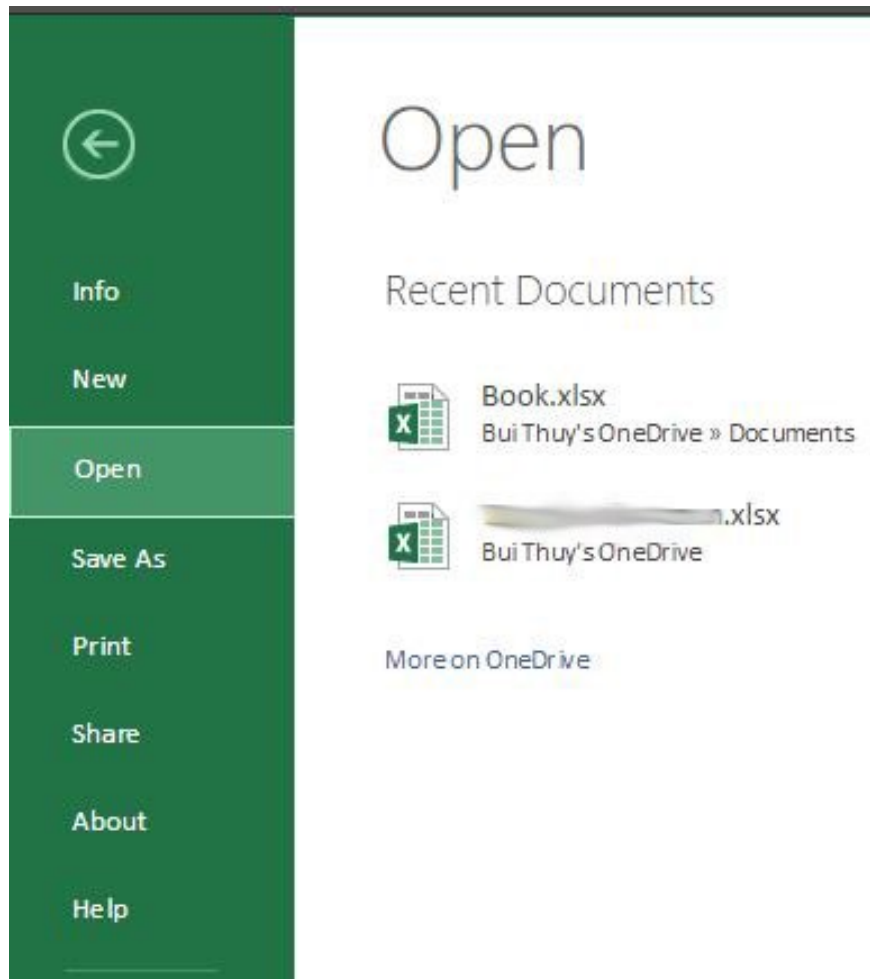 Open
Info
New
Open
Save As
Print
Share
About
Help
Recent Documents
Book.xlsx
Bui Thuy's OneDrive » Documents
.xlsx
Bui Thuy's OneDrive
More on OneDrive